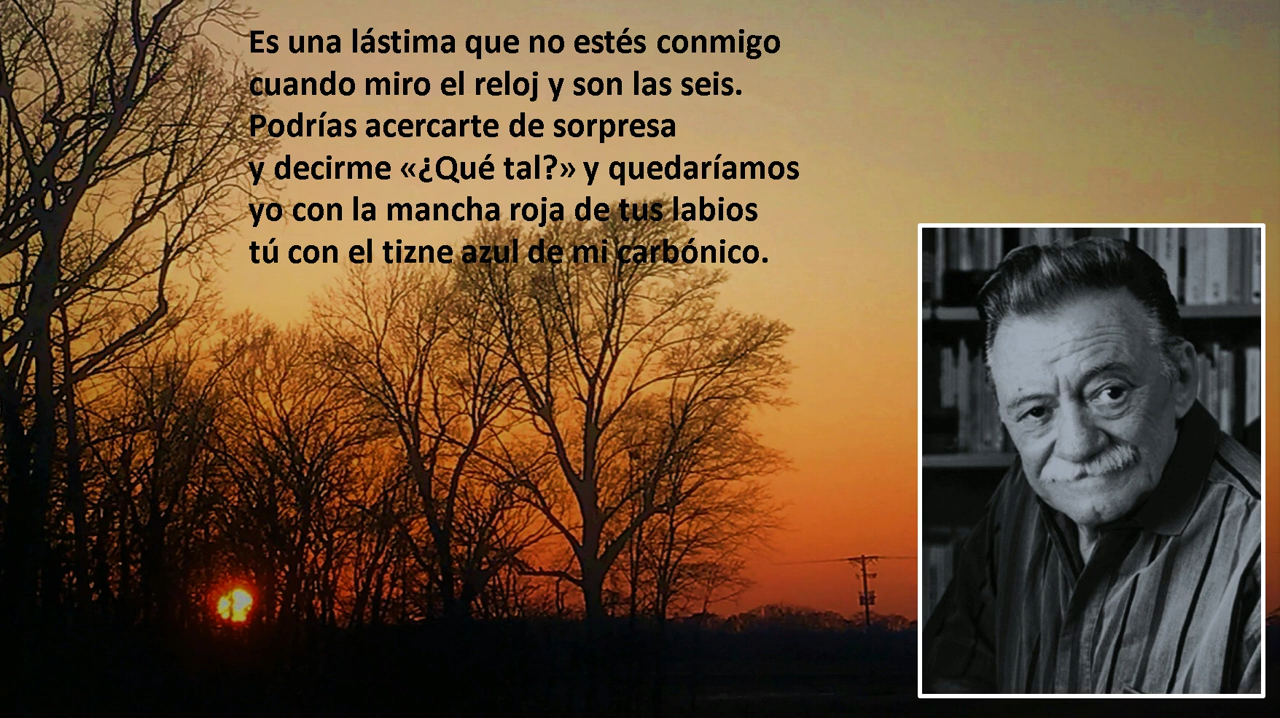 Es una lástima que no estés conmigo
cuando miro el reloj y son las seis.
Podrías acercarte de sorpresa
y decirme «¿Qué tal?» y quedaríamos
yo con la mancha roja de tus labios
tú con el tizne azul de mi carbónico.